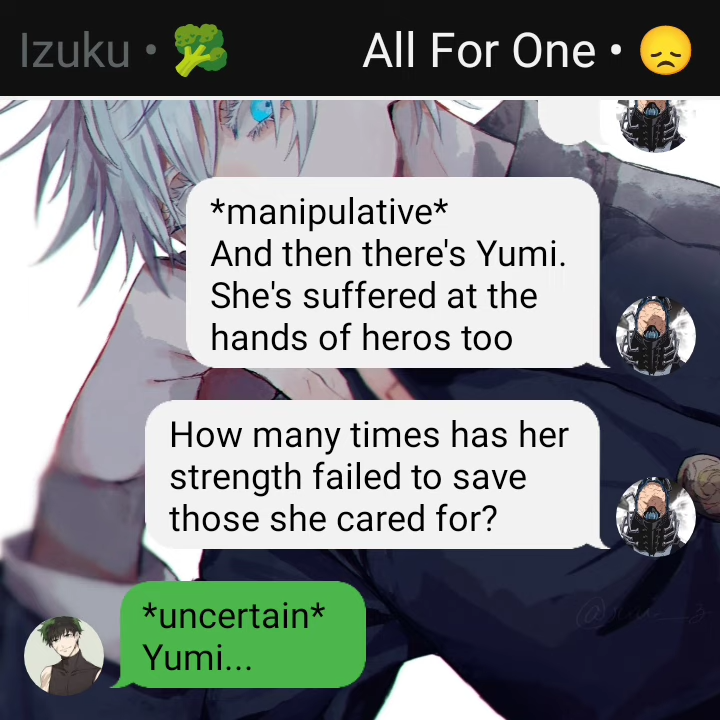 Izuku •
All For One •
*manipulative*
And then there's Yumi.
She's suffered at the
hands of heros too
How many times has her
strength failed to save
those she cared for?
*uncertain*
Yumi...